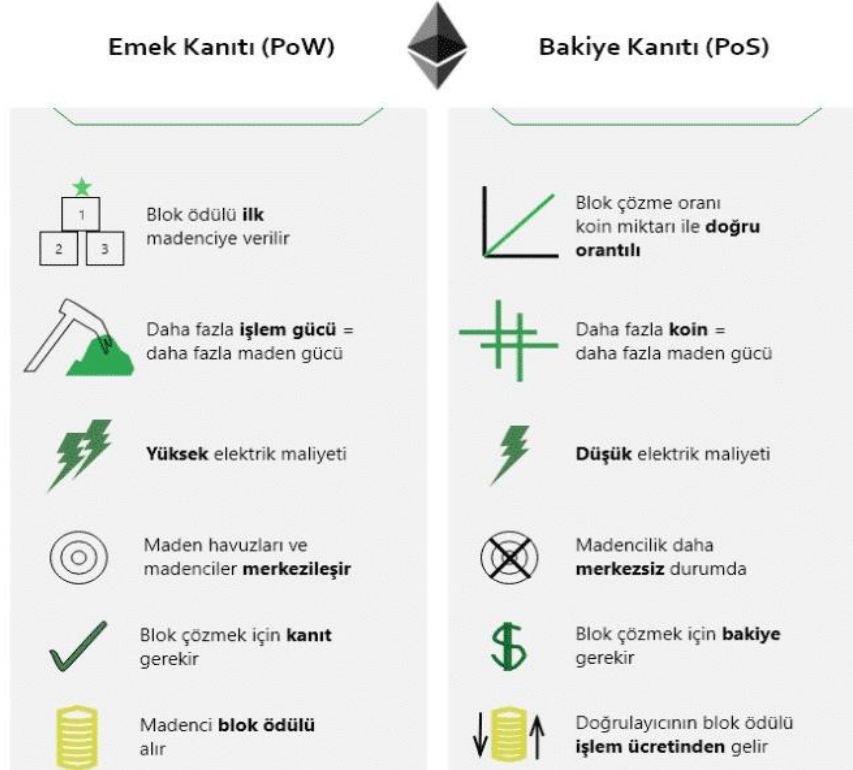 Emek Kanıtı (PoW)
Bakiye Kanıtı (PoS)
1
2
3
Blok ödülü ilk
madenciye verilir
Daha fazla işlem gücü =
daha fazla maden gücü
Yüksek elektrik maliyeti
Maden havuzları ve
madenciler merkezileşir
Blok çözmek için kanıt
gerekir
Madenci blok ödülü
alır
Blok çözme oranı
koin miktarı ile doğru
orantılı
Daha fazla koin =
daha fazla maden gücü
Düşük elektrik maliyeti
Madencilik daha
merkezsiz durumda
Blok çözmek için bakiye
gerekir
Doğrulayıcının blok ödülü
işlem ücretinden gelir